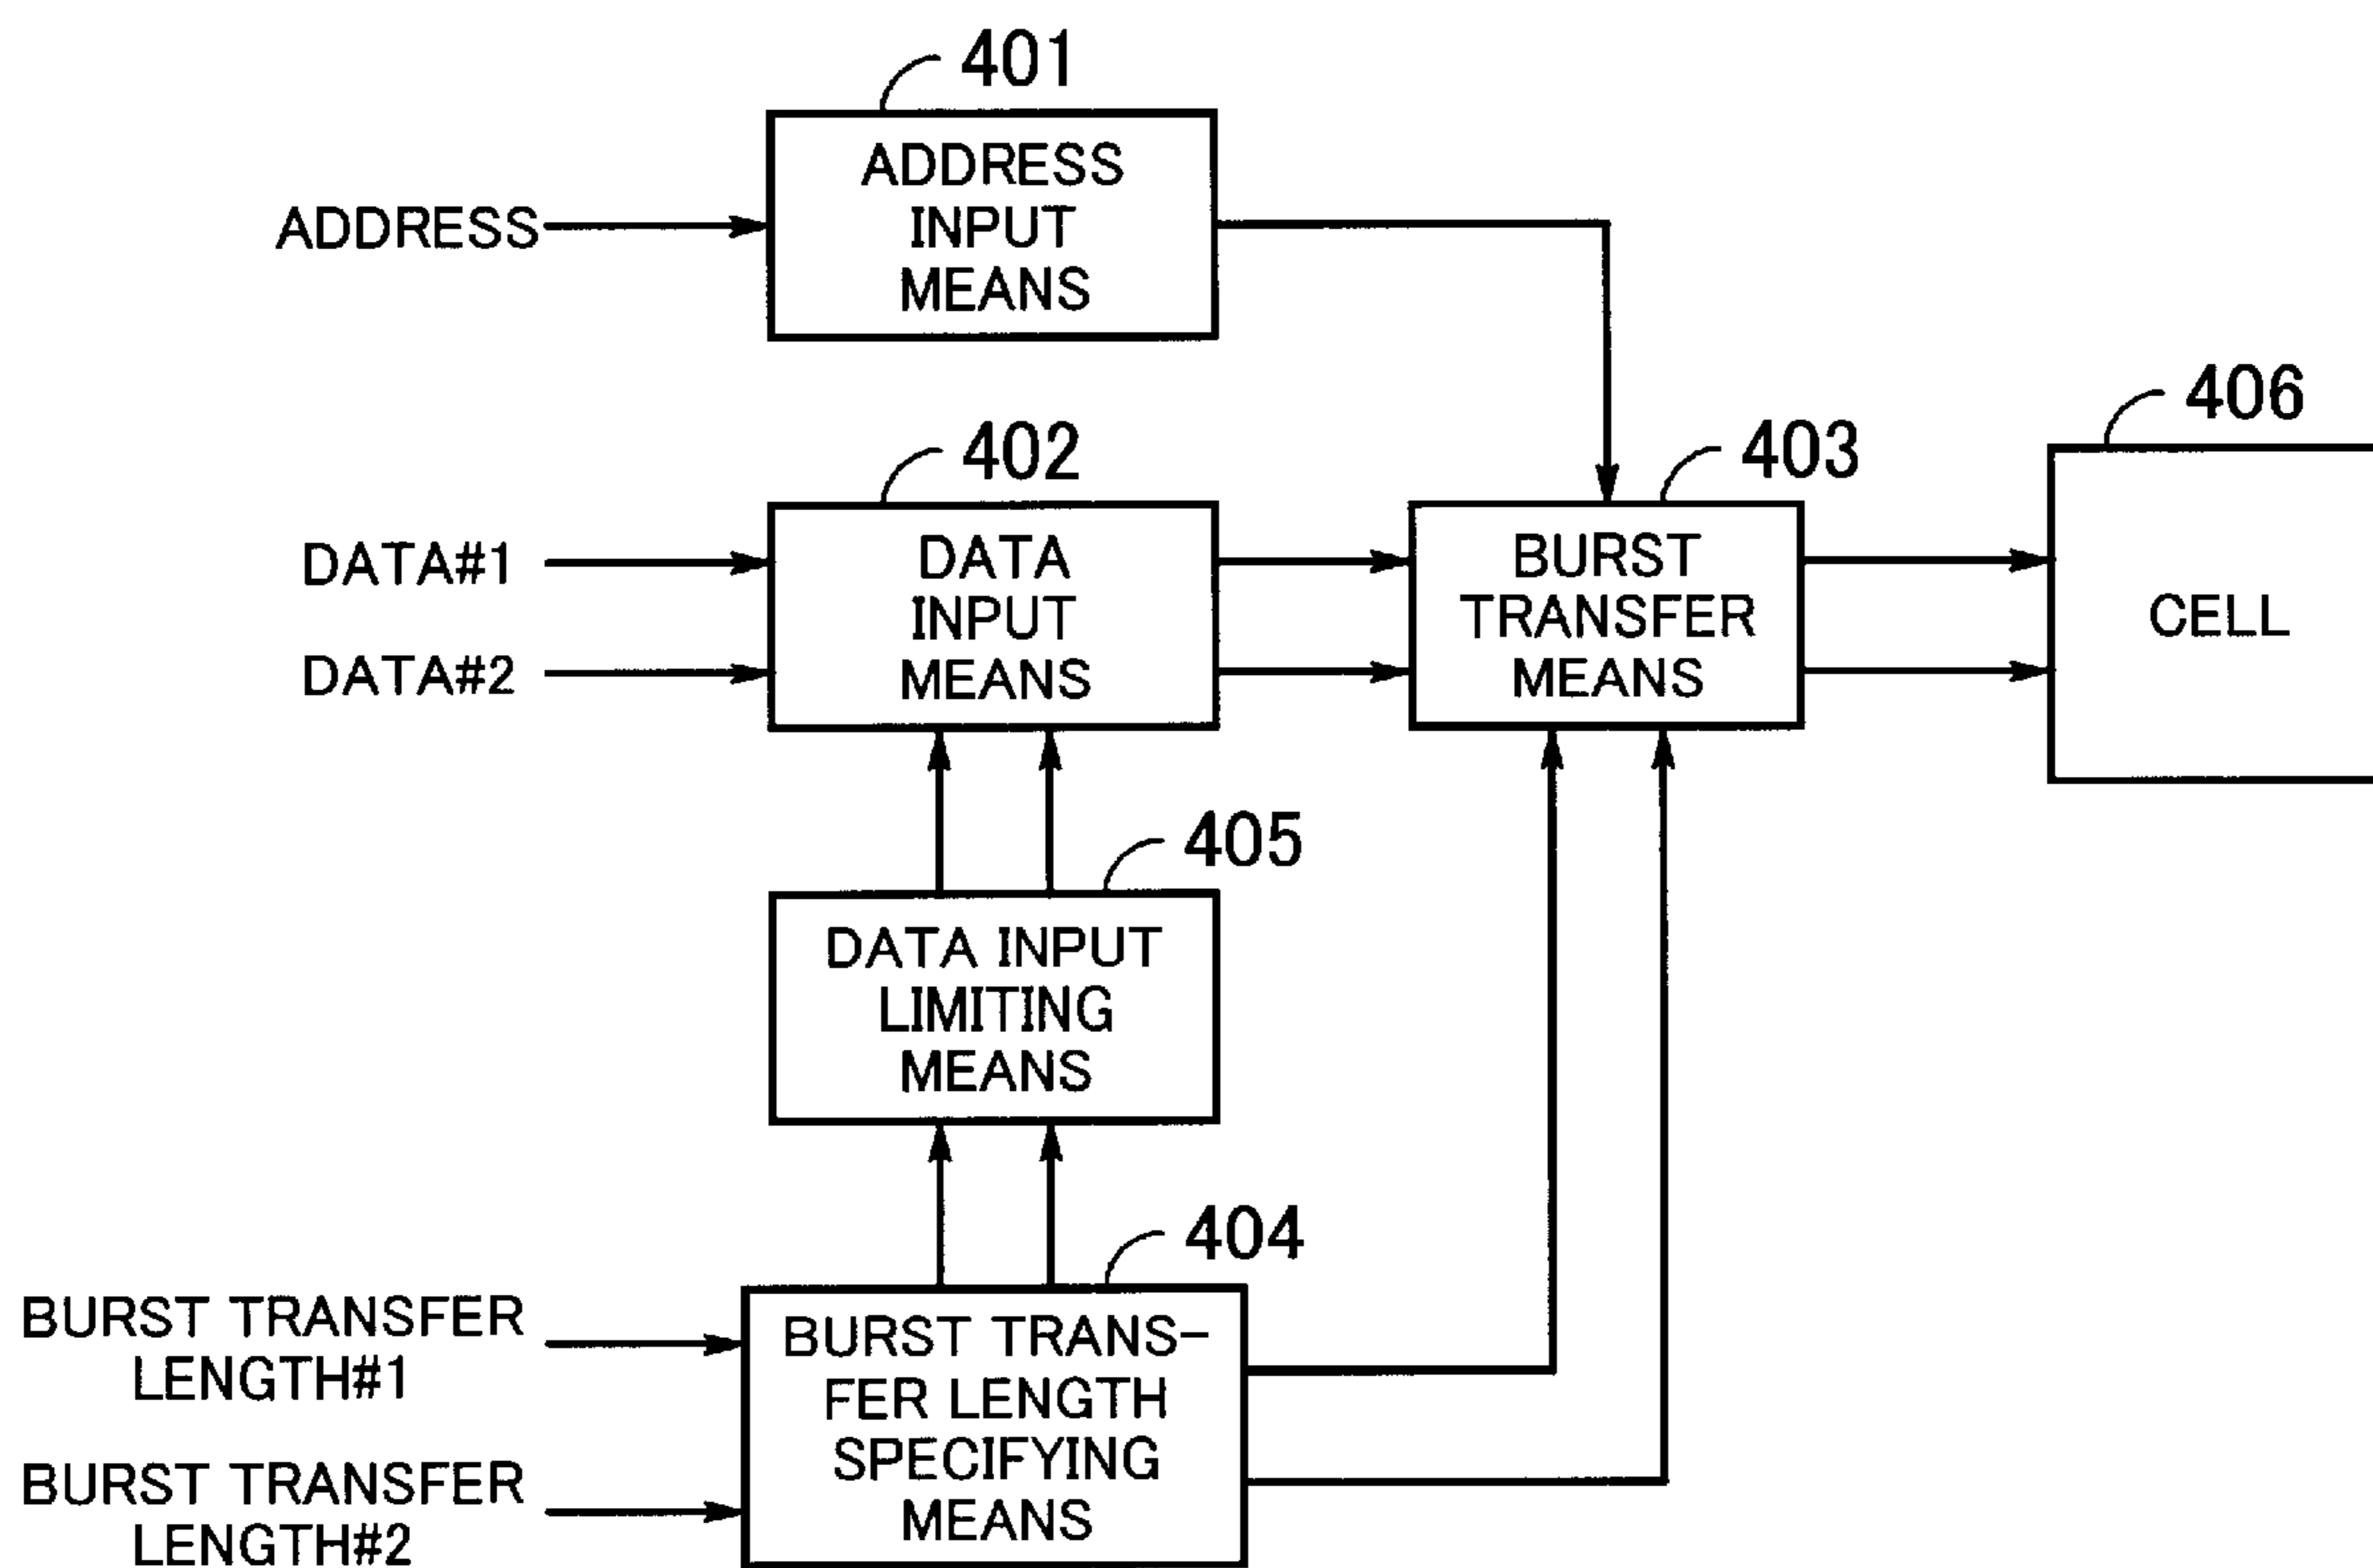 401
ADDRESS
INPUT
MEANS
ADDRESS
402
DATA
INPUT
MEANS
DATA#1
DATA#2
403
BURST
TRANSFER
MEANS
406
CELL
405
DATA INPUT
LIMITING
MEANS
404
BURST TRANS-
FER LENGTH
SPECIFYING
MEANS
BURST TRANSFER
LENGTH#1
BURST TRANSFER
LENGTH#2